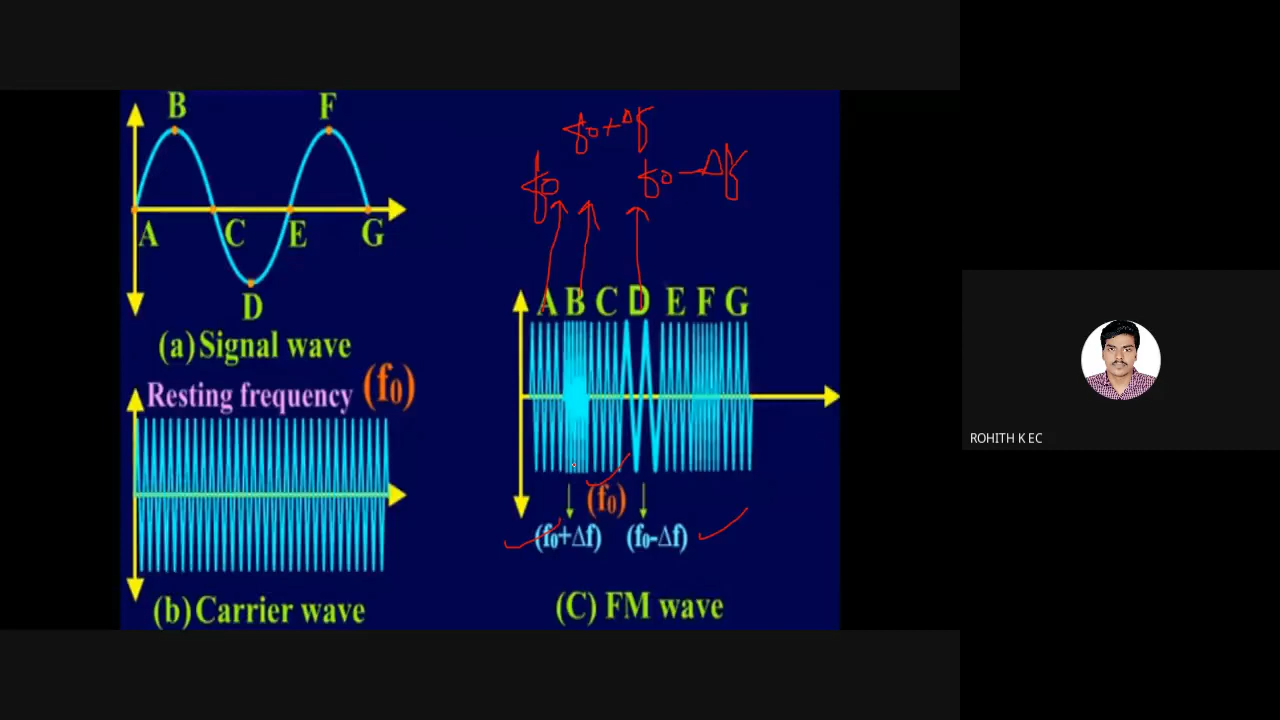 B F
A C E G
D
(a) Signal wave
Resting frequency (f₀)
(b) Carrier wave
f₀+Δf
f₀
f₀-Δf
A B C D E F G
(f₀)
(f₀+Δf) (f₀-Δf)
(C) FM wave
ROHITH K EC